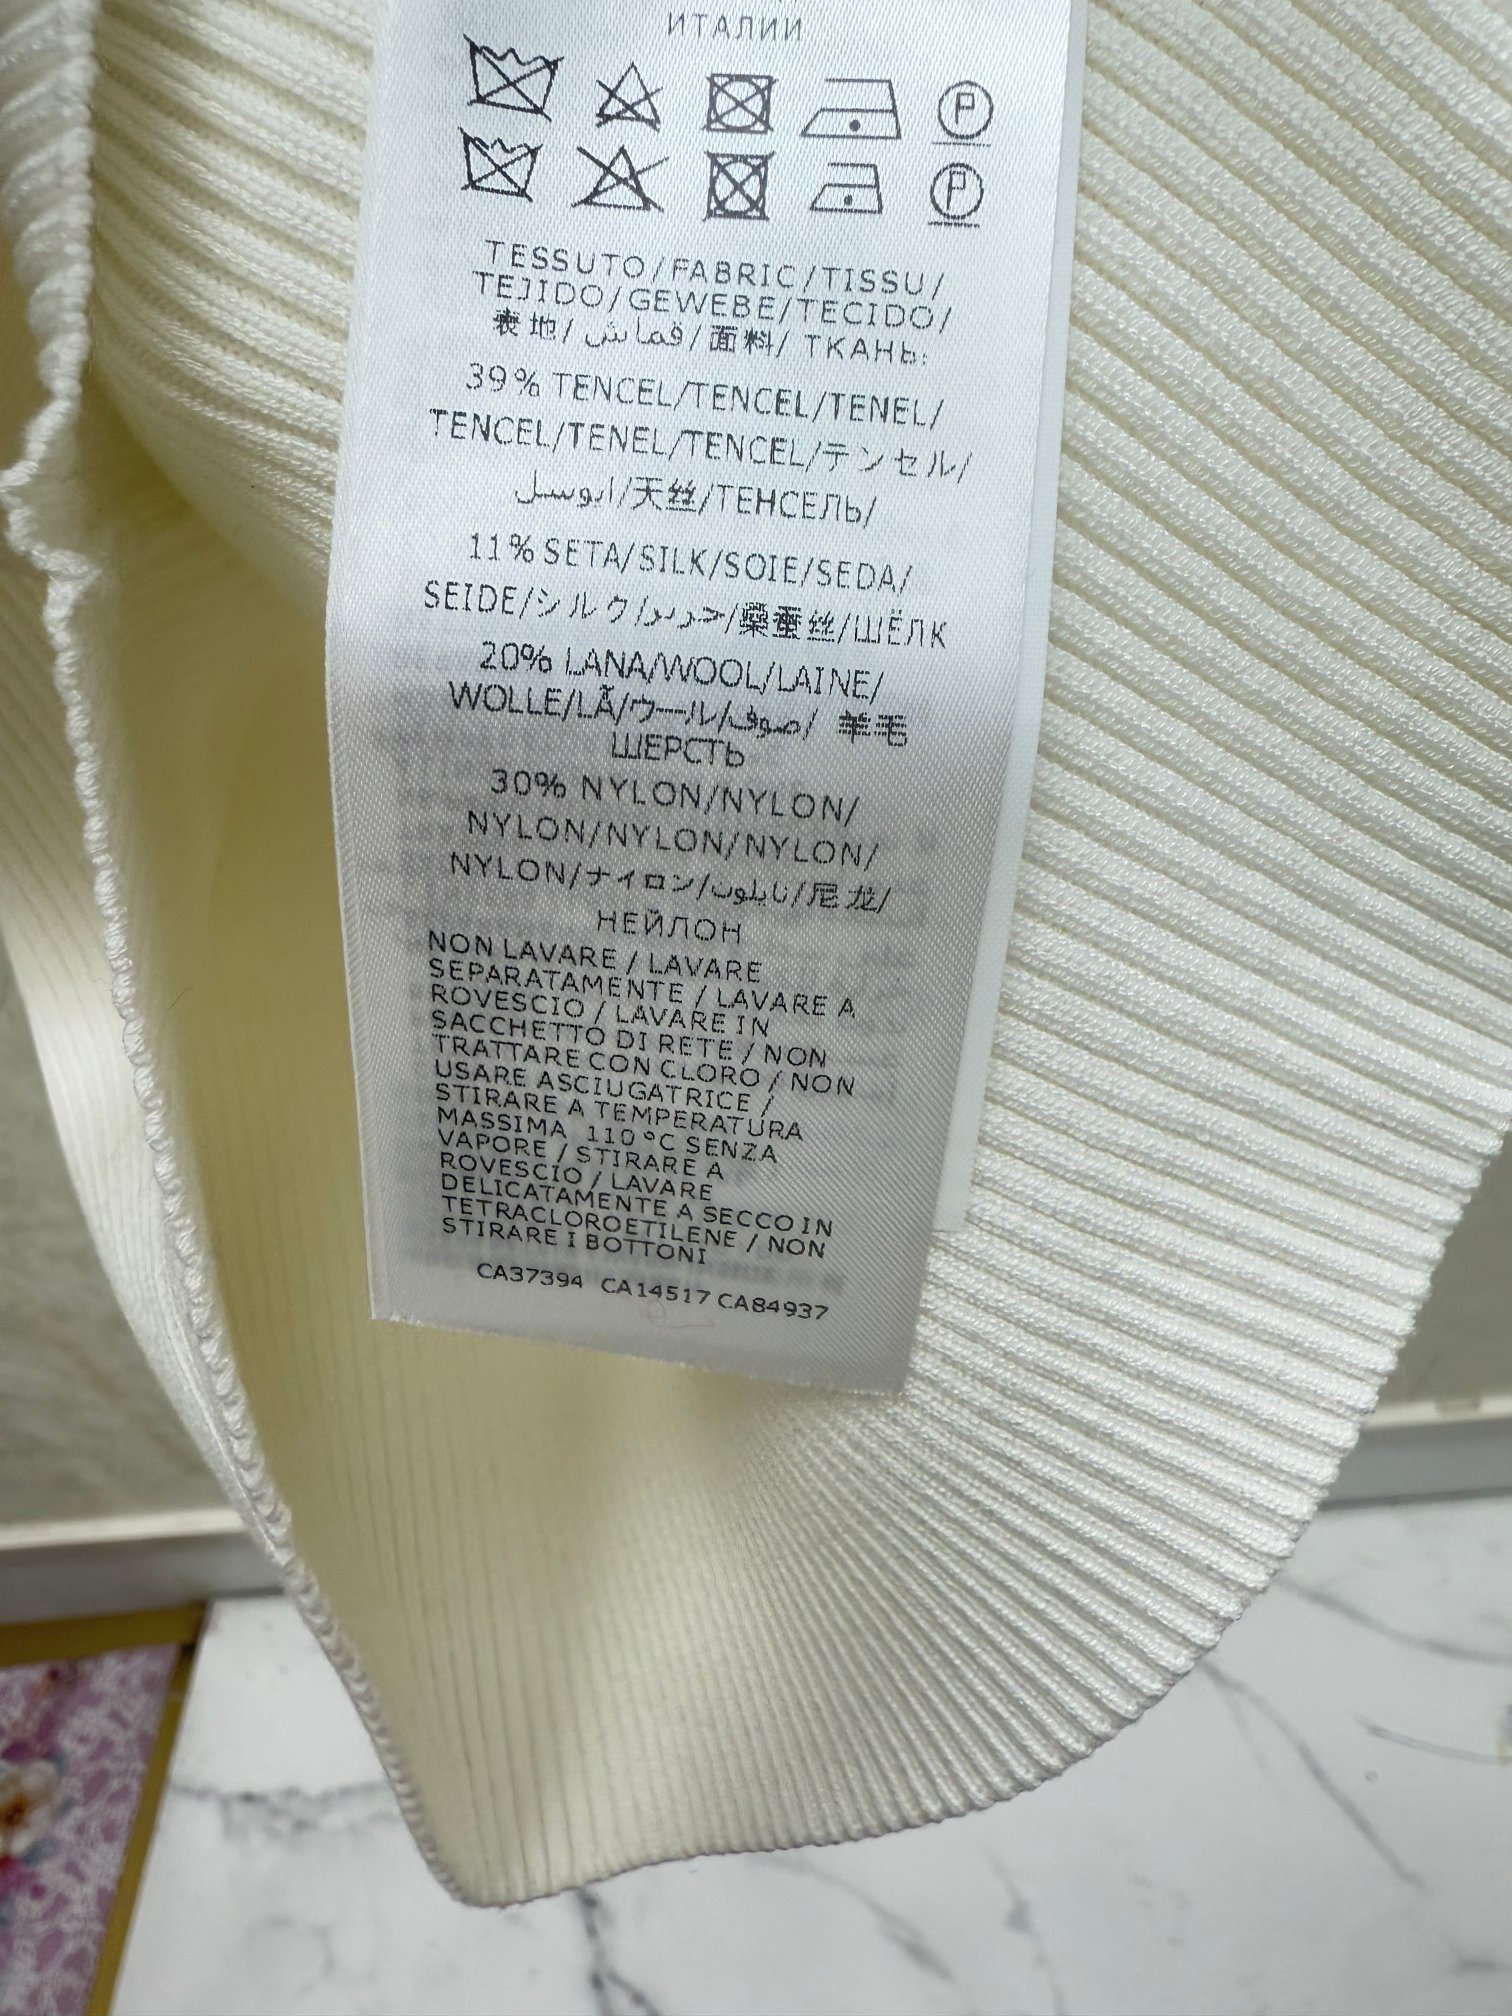 ИТАЛИИ
TESSUTO/FABRIC/TISSU/
TEJIDO/GEWEBE/TECIDO/
表地/قماش/面料/ ТКАНЬ:
39% TENCEL/TENCEL/TENEL/
TENCEL/TENEL/TENCEL/テンセル/
/天丝/ТЕНСЕЛЬ/
11% SETA/SILK/SOIE/SEDA/
SEIDE/シルク/حرير/桑蚕丝/ШЁЛК
20% LANA/WOOL/LAINE/
WOLLE/LÃ/ウール/صوف/ 羊毛
ШЕРСТЬ
30% NYLON/NYLON/
NYLON/NYLON/NYLON/
NYLON/ナイロン/نايلون/尼龙/
НЕЙЛОН
NON LAVARE / LAVARE
SEPARATAMENTE / LAVARE A
ROVESCIO / LAVARE IN
SACCHETTO DI RETE / NON
TRATTARE CON CLORO / NON
USARE ASCIUGATRICE /
STIRARE A TEMPERATURA
MASSIMA 110°C SENZA
VAPORE / STIRARE A
ROVESCIO / LAVARE
DELICATAMENTE A SECCO IN
TETRACLOROETILENE / NON
STIRARE I BOTTONI
CA37394 CA14517 CA84937